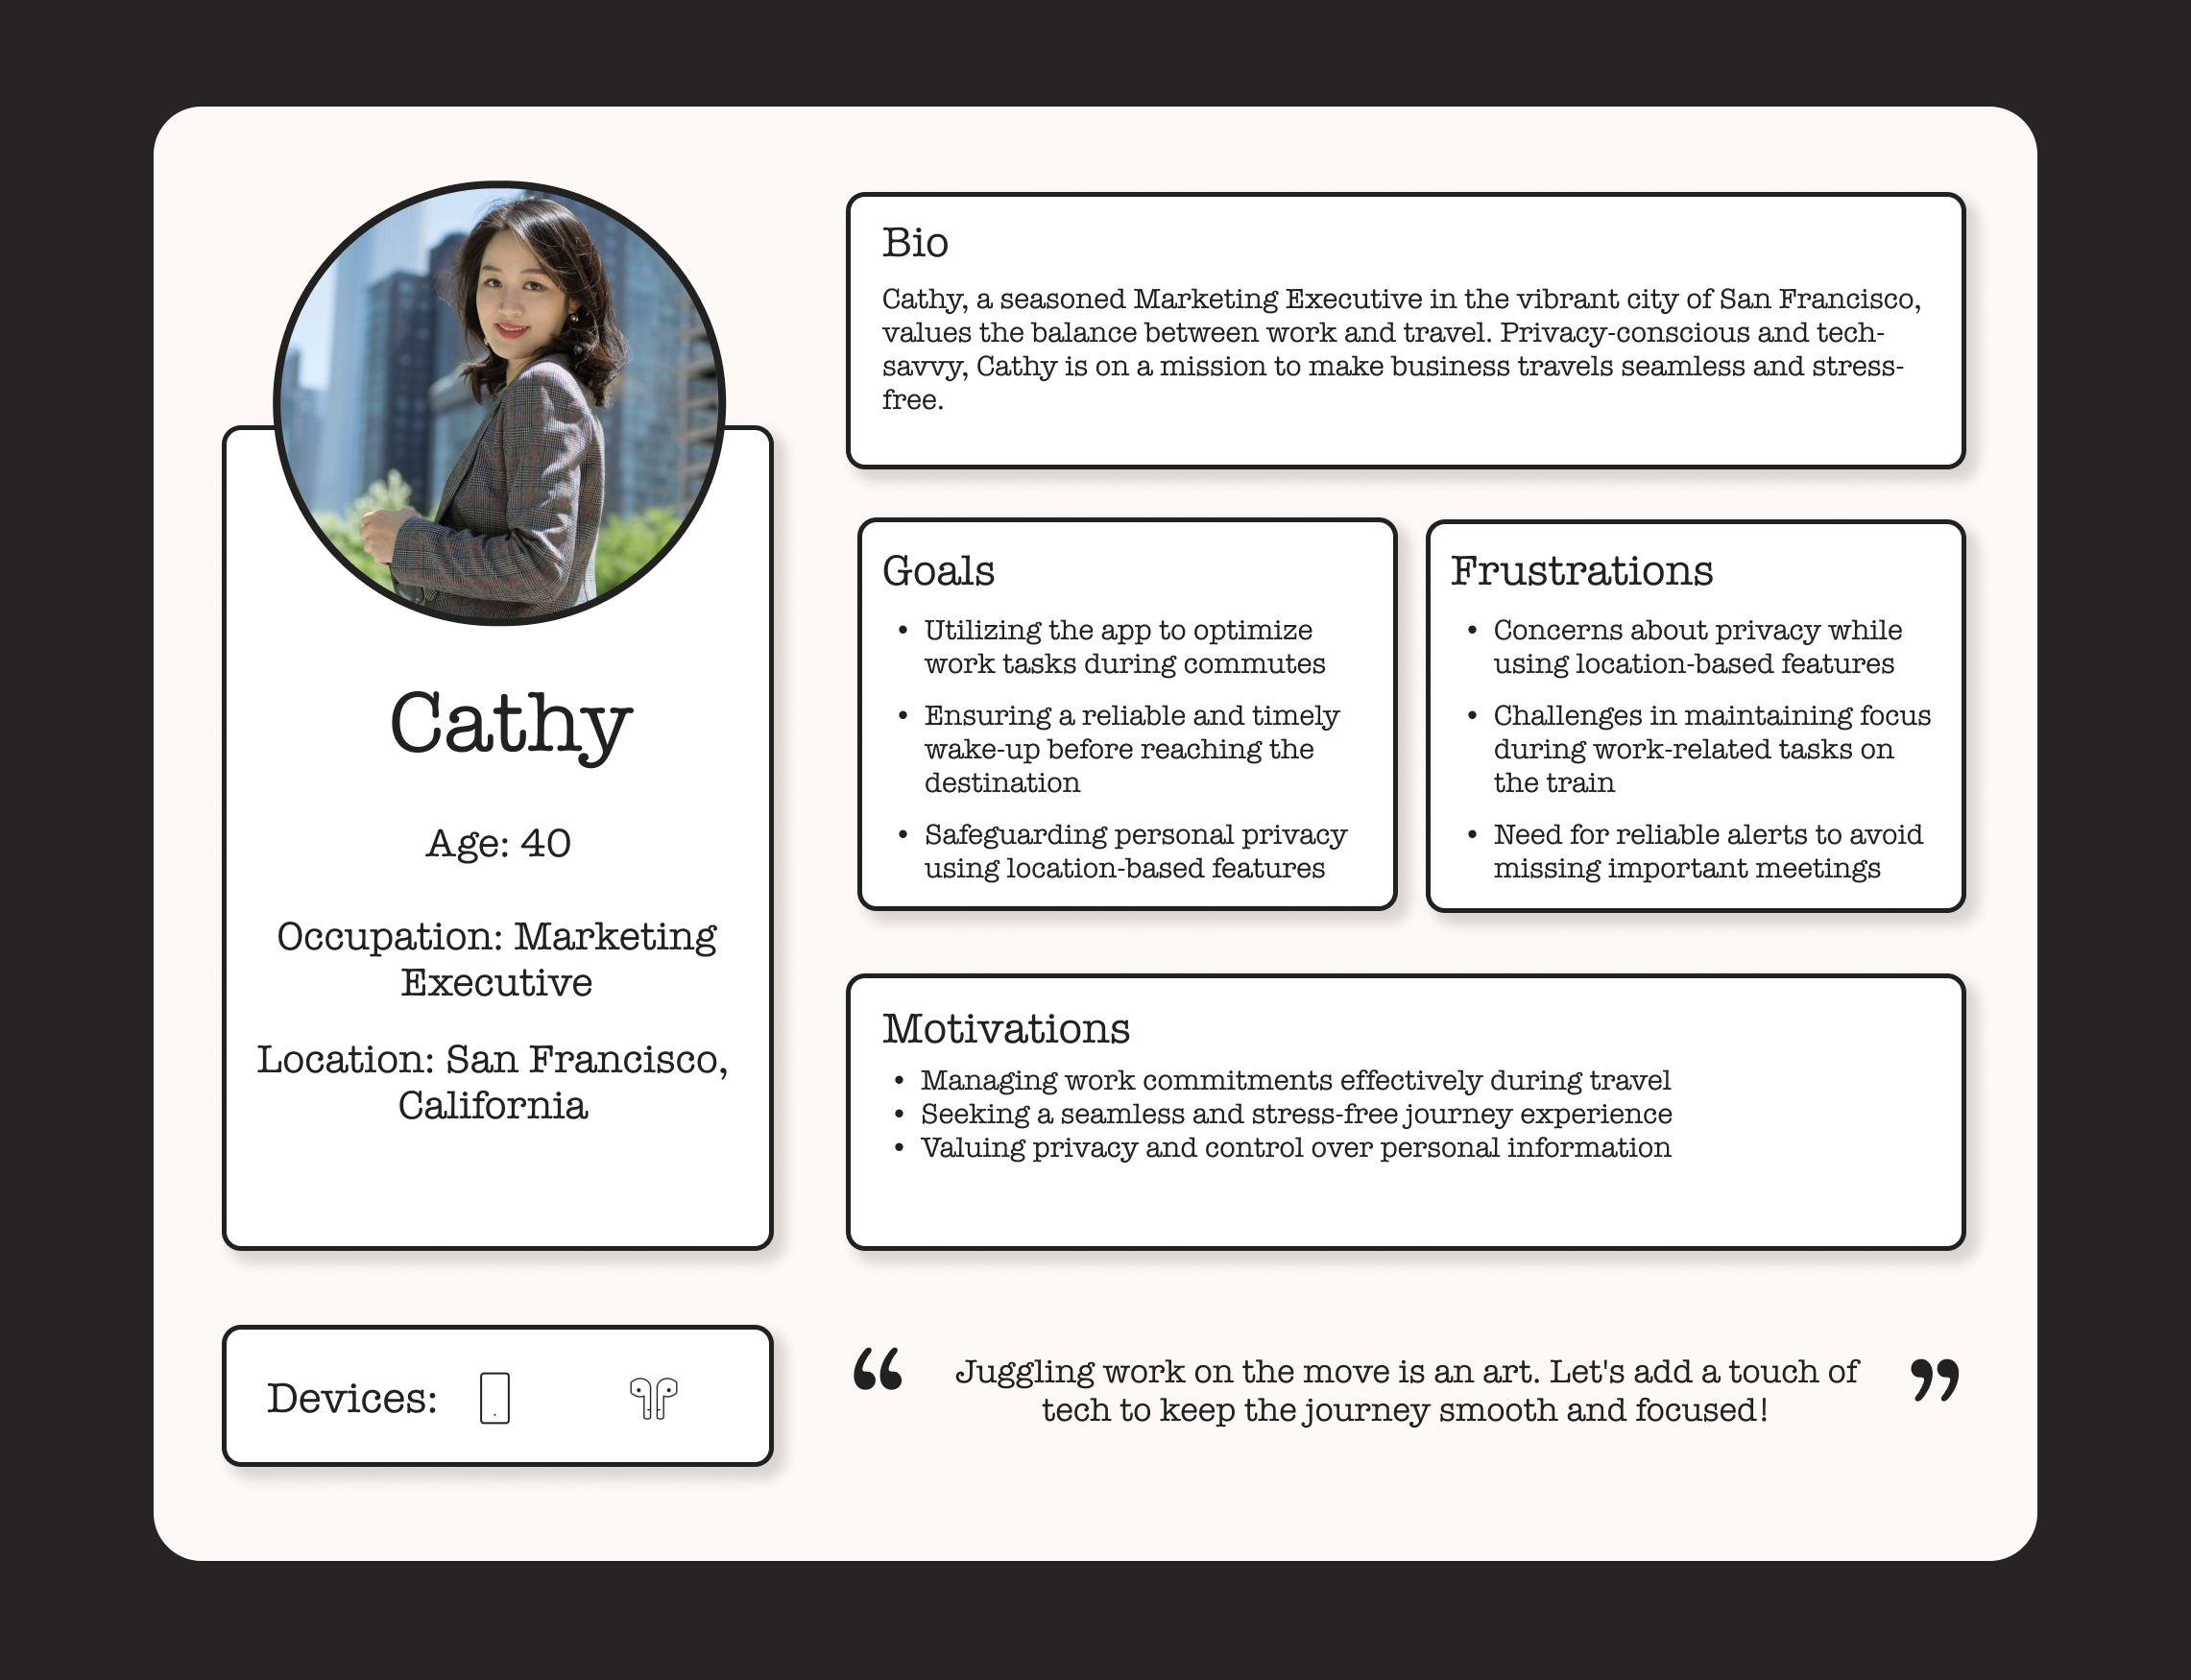 Cathy
Age: 40
Occupation: Marketing
Executive
Location: San Francisco,
California
Devices:
Bio
Cathy, a seasoned Marketing Executive in the vibrant city of San Francisco,
values the balance between work and travel. Privacy-conscious and tech-
savvy, Cathy is on a mission to make business travels seamless and stress-
free.
Goals
• Utilizing the app to optimize
work tasks during commutes
• Ensuring a reliable and timely
wake-up before reaching the
destination
• Safeguarding personal privacy
using location-based features
Frustrations
• Concerns about privacy while
using location-based features
• Challenges in maintaining focus
during work-related tasks on
the train
• Need for reliable alerts to avoid
missing important meetings
Motivations
• Managing work commitments effectively during travel
• Seeking a seamless and stress-free journey experience
• Valuing privacy and control over personal information
“ Juggling work on the move is an art. Let's add a touch of
tech to keep the journey smooth and focused! ”